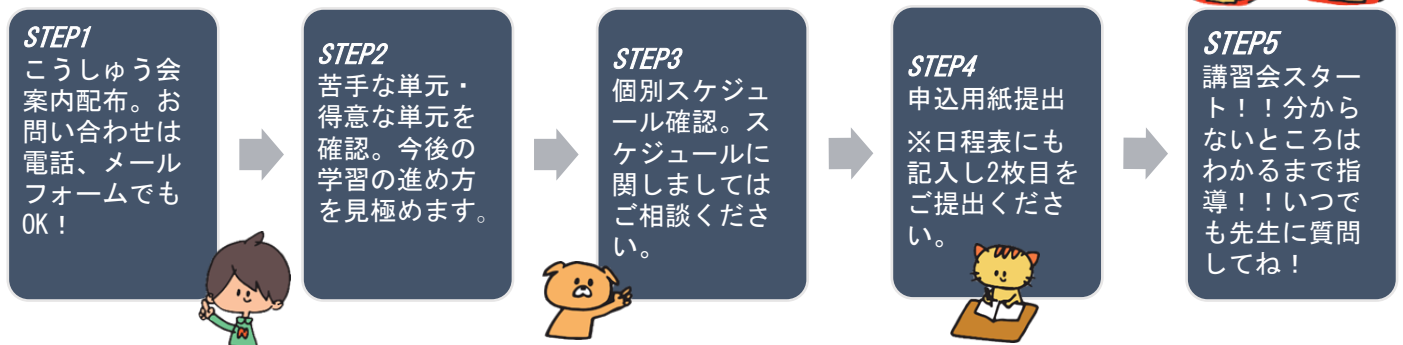 STEP1
こうしゅう会
案内配布。お
問い合わせは
電話、メール
フォームでも
OK！
STEP2
苦手な単元・
得意な単元を
確認。今後の
学習の進め方
を見極めます。
STEP3
個別スケジュ
ール確認。ス
ケジュールに
関しましては
ご相談くださ
い。
STEP4
申込用紙提出
※日程表にも
記入し2枚目を
ご提出くださ
い。
STEP5
講習会スター
ト！！分から
ないところは
わかるまで指
導！！いつで
も先生に質問
してね！